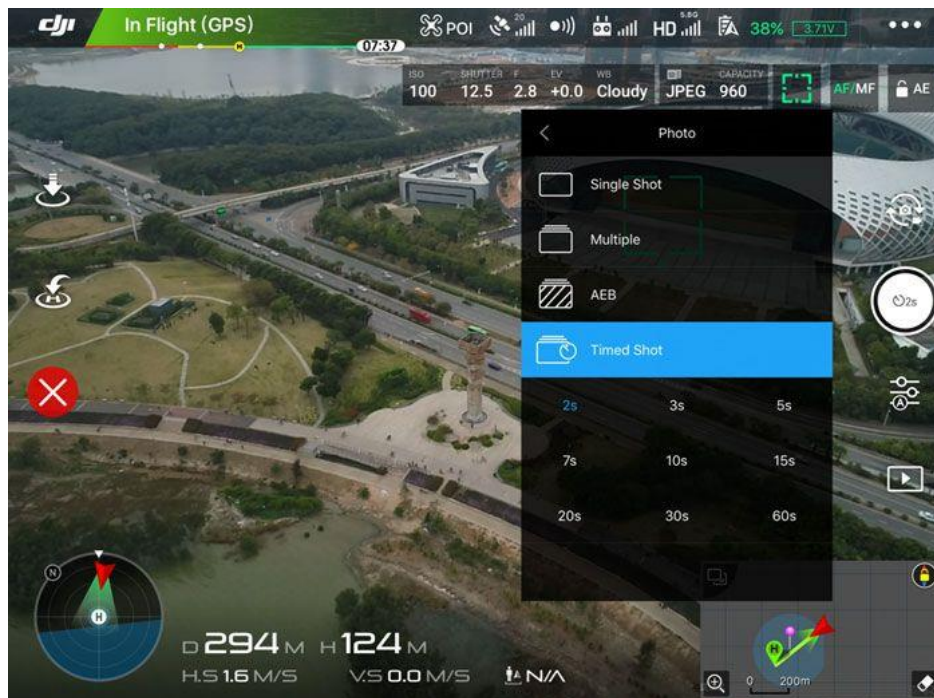 dji In Flight (GPS) POI 20 HD 5.8G 38% 3.71V
07:37
ISO SHUTTER F EV WB CAPACITY
100 12.5 2.8 +0.0 Cloudy JPEG 960 AF/MF AE
Photo
Single Shot
Multiple
AEB
Timed Shot
2s 3s 5s
7s 10s 15s
20s 30s 60s
2s
A
N
H
H
H
D 294 M H 124 M
H.S 1.6 M/S V.S 0.0 M/S N/A
0 200m